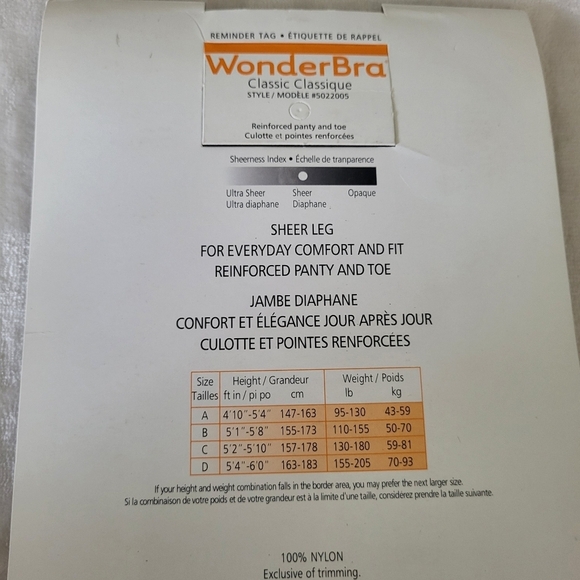 REMINDER TAG • ÉTIQUETTE DE RAPPEL
WonderBra
Classic Classique
STYLE / MODÈLE #5022005
Reinforced panty and toe
Culotte et pointes renforcées
Sheerness Index • Échelle de tranparence
Ultra Sheer Sheer Opaque
Ultra diaphane Diaphane
SHEER LEG
FOR EVERYDAY COMFORT AND FIT
REINFORCED PANTY AND TOE
JAMBE DIAPHANE
CONFORT ET ÉLÉGANCE JOUR APRÈS JOUR
CULOTTE ET POINTES RENFORCÉES
Size Height / Grandeur Weight / Poids
Tailles ft in / pi po cm lb kg
A 4'10"-5'4" 147-163 95-130 43-59
B 5'1"-5'8" 155-173 110-155 50-70
C 5'2"-5'10" 157-178 130-180 59-81
D 5'4"-6'0" 163-183 155-205 70-93
If your height and weight combination falls in the border area, you may prefer the next larger size.
Si la combinaison de votre poids et de votre grandeur est à la limite d'une taille, considérez prendre la taille suivante.
100% NYLON
Exclusive of trimming.